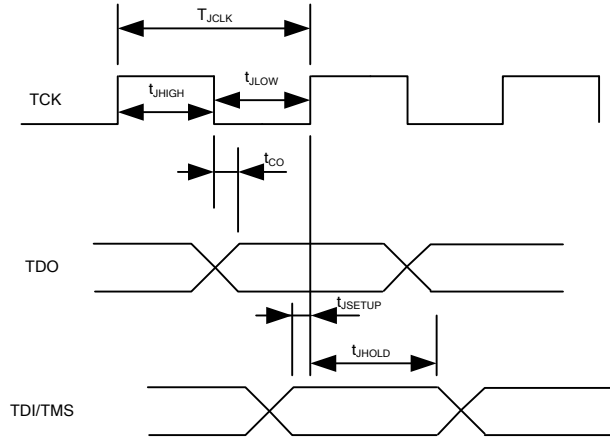 TJCLK
tJHIGH
tJLOW
TCK
tCO
TDO
tJSETUP
tJHOLD
TDI/TMS